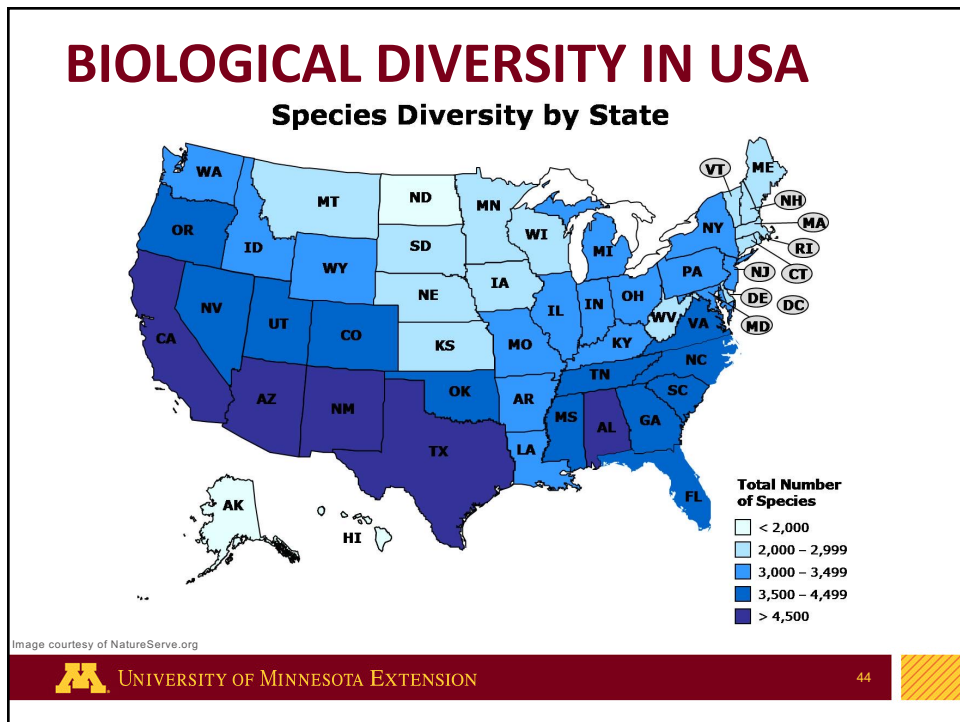 BIOLOGICAL DIVERSITY IN USA
Species Diversity by State
WA
MT
ND
MN
VT
ME
NH
MA
RI
CT
NJ
DE
DC
MD
OR
ID
WY
SD
WI
MI
NY
NE
IA
PA
NV
UT
CO
KS
IL
IN
OH
WV
VA
CA
MO
KY
NC
AZ
NM
OK
AR
TN
SC
TX
LA
MS
AL
GA
FL
AK
HI
Total Number
of Species
< 2,000
2,000 – 2,999
3,000 – 3,499
3,500 – 4,499
> 4,500
Image courtesy of NatureServe.org
M UNIVERSITY OF MINNESOTA EXTENSION
44